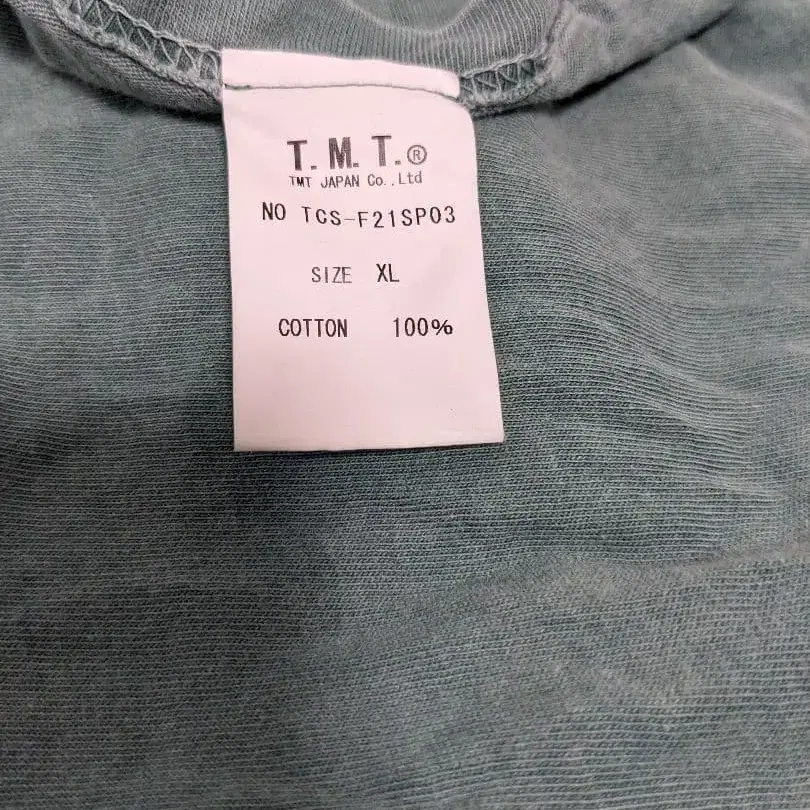 T.M.T.®
TMT JAPAN Co.,Ltd
NO TCS-F21SP03
SIZE XL
COTTON 100%